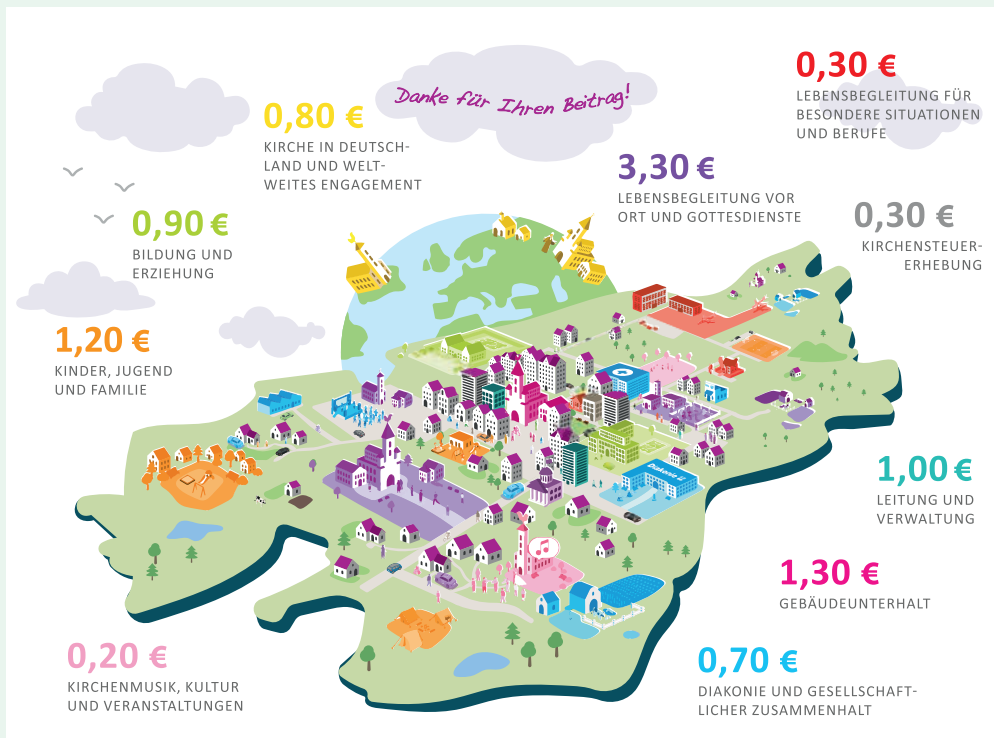 Danke für Ihren Beitrag!
0,30 €
LEBENSBEGLEITUNG FÜR
BESONDERE SITUATIONEN
UND BERUFE
0,80 €
KIRCHE IN DEUTSCH-
LAND UND WELT-
WEITES ENGAGEMENT
3,30 €
LEBENSBEGLEITUNG VOR
ORT UND GOTTESDIENSTE
0,90 €
BILDUNG UND
ERZIEHUNG
0,30 €
KIRCHENSTEUER-
ERHEBUNG
1,20 €
KINDER, JUGEND
UND FAMILIE
Diakonie
1,00 €
LEITUNG UND
VERWALTUNG
1,30 €
GEBÄUDEUNTERHALT
0,20 €
KIRCHENMUSIK, KULTUR
UND VERANSTALTUNGEN
0,70 €
DIAKONIE UND GESELLSCHAFT-
LICHER ZUSAMMENHALT